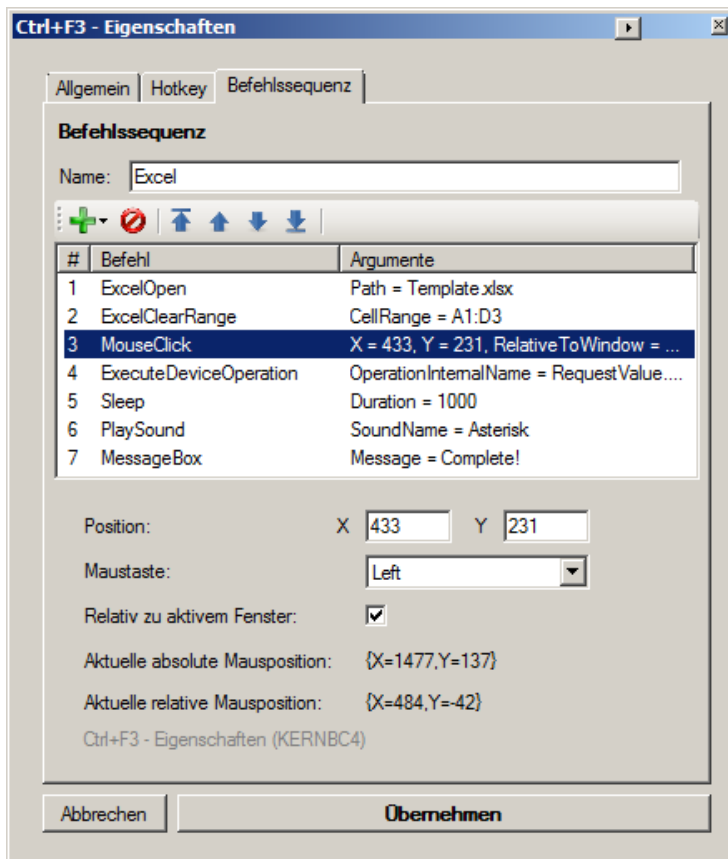 Ctrl+F3 - Eigenschaften
Allgemein Hotkey Befehlssequenz
Befehlssequenz
Name: Excel
# Befehl Argumente
1 ExcelOpen Path = Template.xlsx
2 ExcelClearRange CellRange = A1:D3
3 MouseClick X = 433, Y = 231, RelativeToWindow = ...
4 ExecuteDeviceOperation OperationInternalName = RequestValue....
5 Sleep Duration = 1000
6 PlaySound SoundName = Asterisk
7 MessageBox Message = Complete!
Position: X 433 Y 231
Maustaste: Left
Relativ zu aktivem Fenster:
Aktuelle absolute Mausposition: {X=1477,Y=137}
Aktuelle relative Mausposition: {X=484,Y=-42}
Ctrl+F3 - Eigenschaften (KERNBC4)
Abbrechen Übernehmen